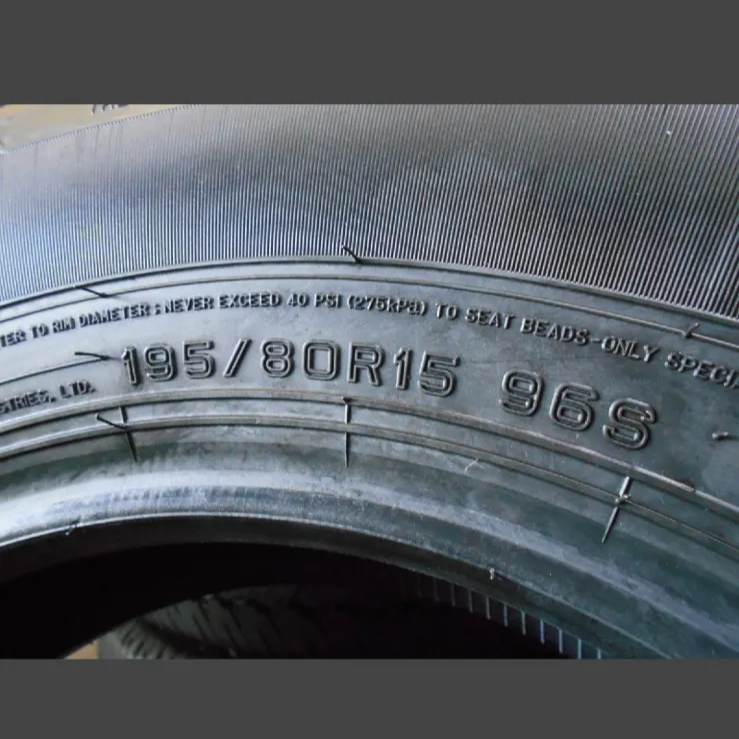 TER TO RIM DIAMETER; NEVER EXCEED 40 PSI (275kPa) TO SEAT BEADS-ONLY SPECI
STRIES, LTD.
195/80R15 96S